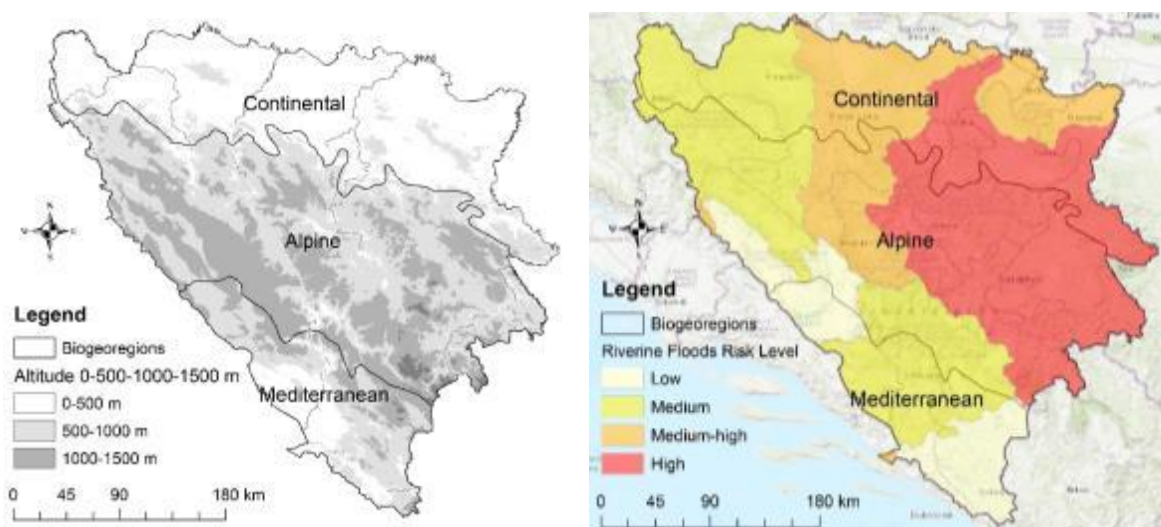 Continental
Alpine
Mediterranean
N
E
Legend
Biogeoregions
Altitude 0-500-1000-1500 m
0-500 m
500-1000 m
1000-1500 m
0 45 90 180 km
Continental
Alpine
Mediterranean
N
E
Legend
Biogeoregions
Riverine Floods Risk Level
Low
Medium
Medium-high
High
0 45 90 180 km